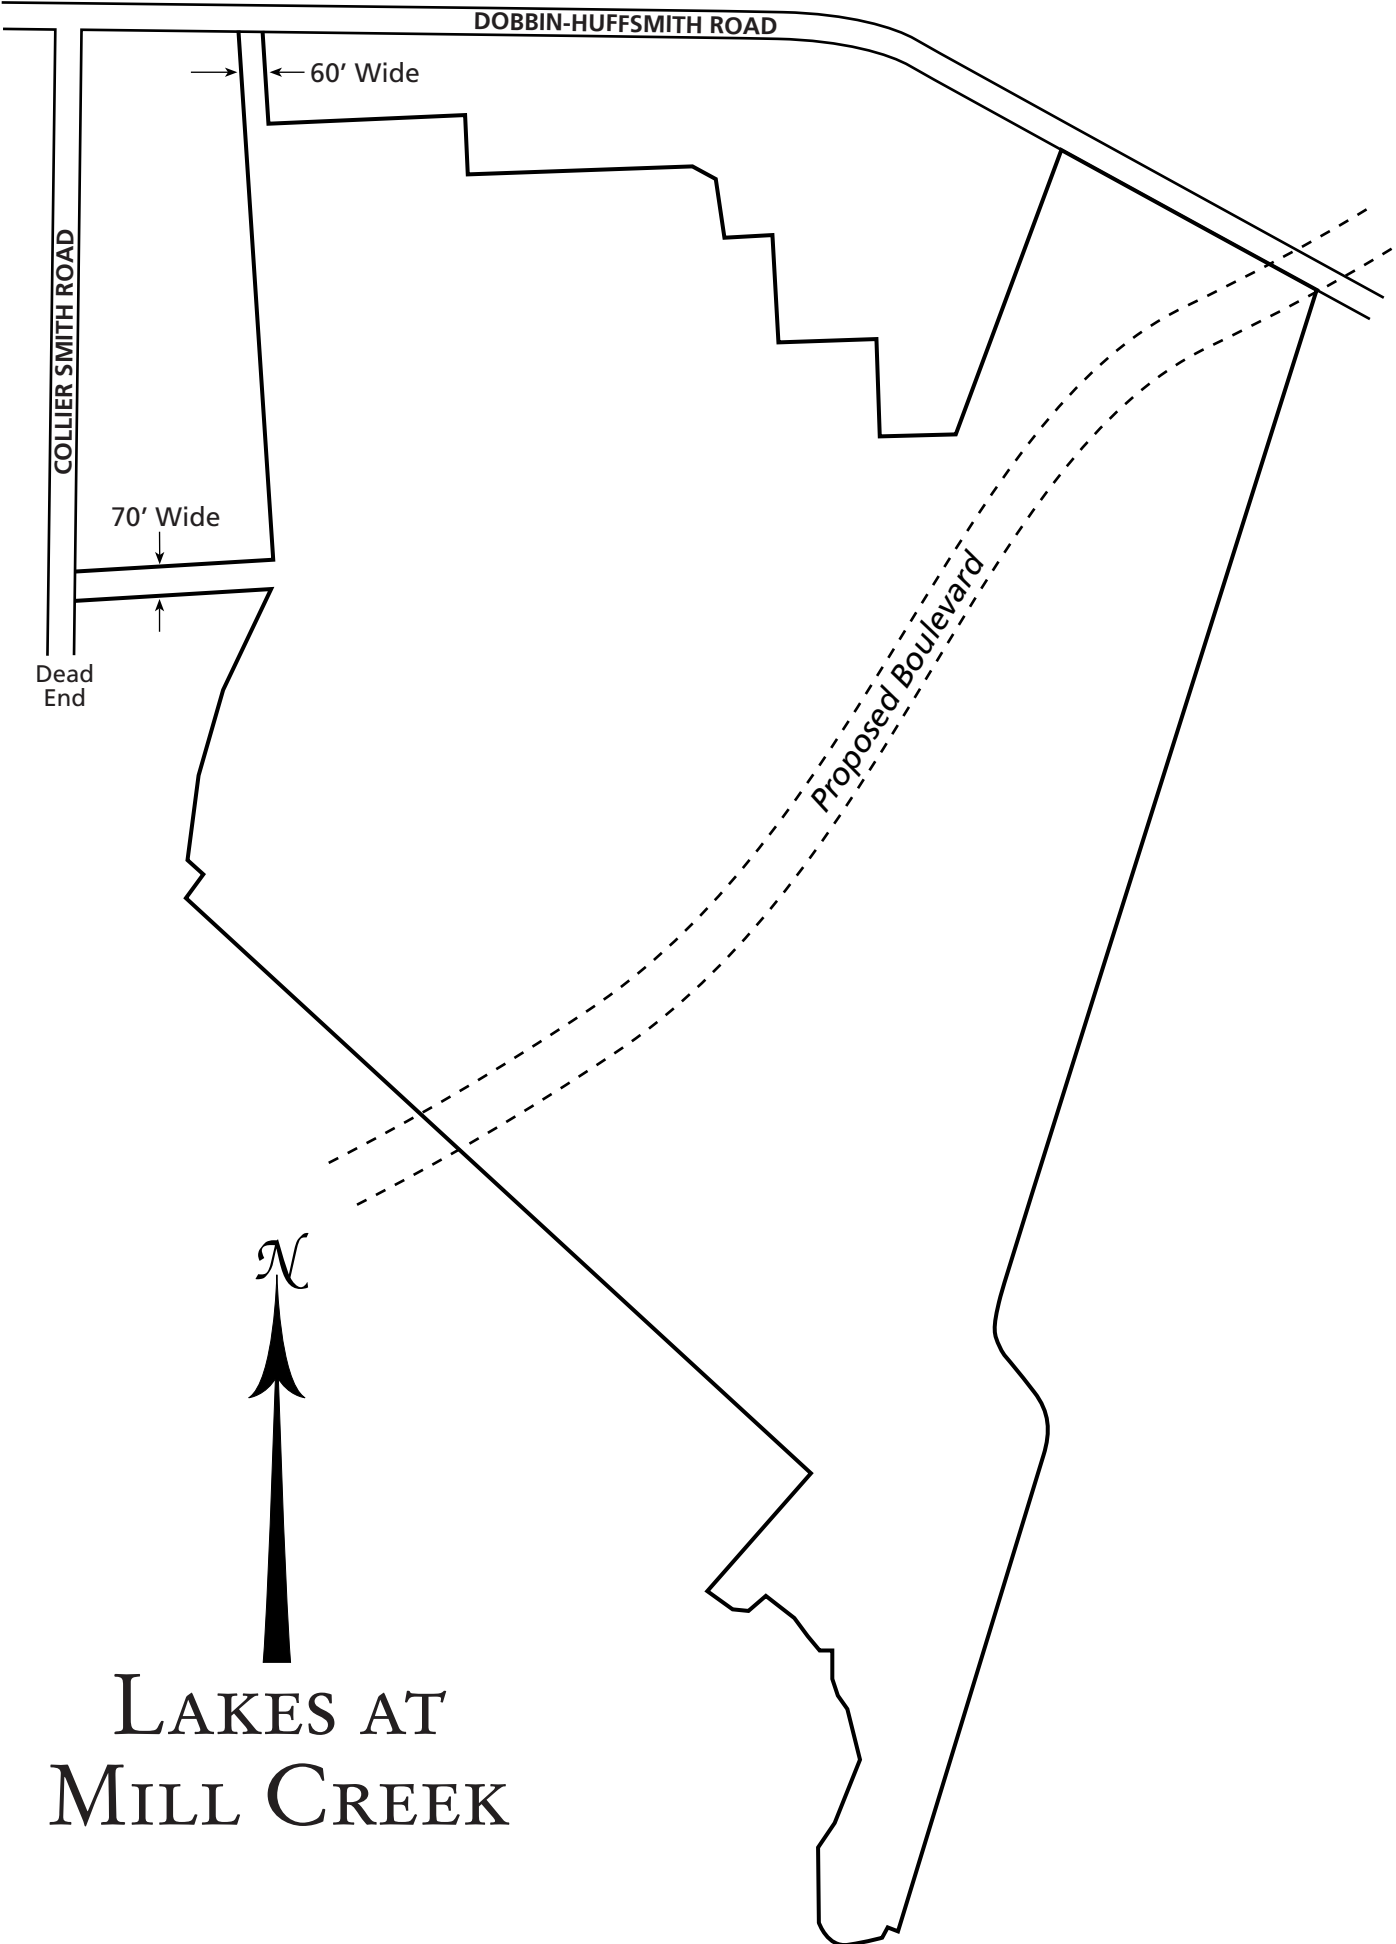 DOBBIN-HUFFSMITH ROAD
60’ Wide
COLLIER SMITH ROAD
70’ Wide
Dead
End
Proposed Boulevard
N
LAKES AT
MILL CREEK